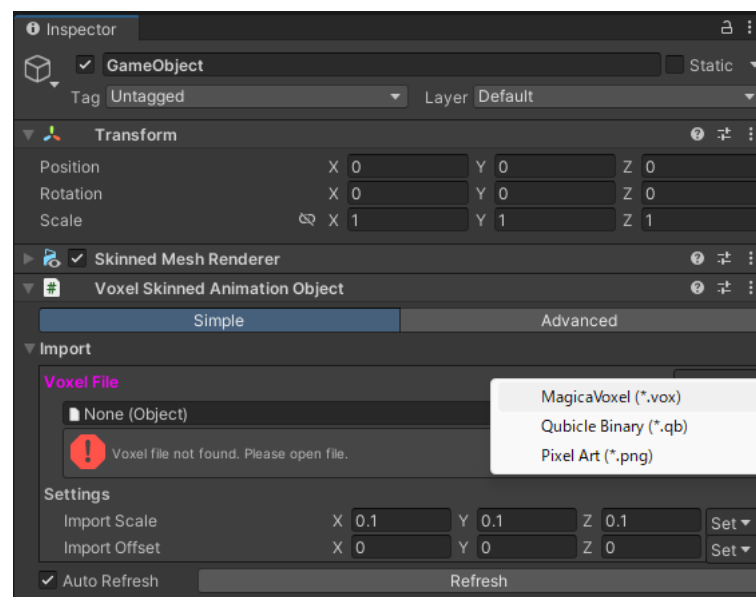 Inspector
GameObject
Static
Tag Untagged Layer Default
Transform
Position X 0 Y 0 Z 0
Rotation X 0 Y 0 Z 0
Scale X 1 Y 1 Z 1
Skinned Mesh Renderer
# Voxel Skinned Animation Object
Simple Advanced
Import
Voxel File
MagicaVoxel (*.vox)
None (Object)
Qubicle Binary (*.qb)
Voxel file not found. Please open file.
Pixel Art (*.png)
Settings
Import Scale X 0.1 Y 0.1 Z 0.1 Set
Import Offset X 0 Y 0 Z 0 Set
Auto Refresh Refresh